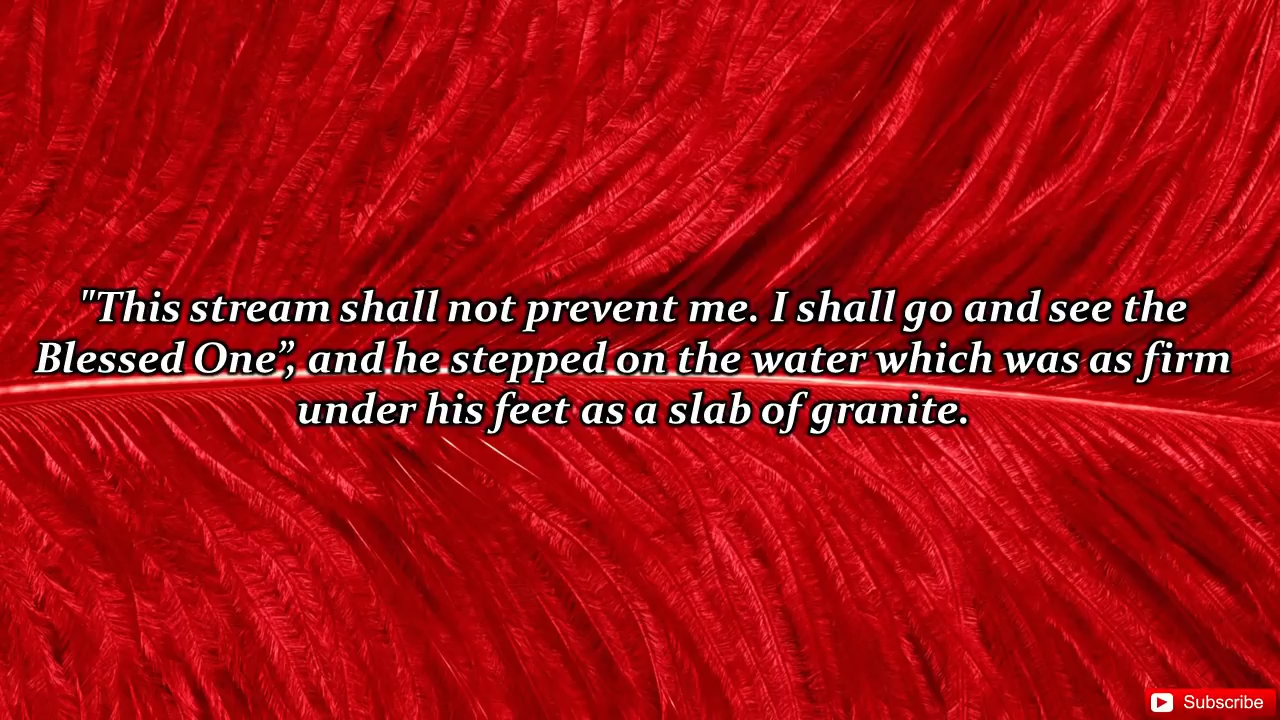 "This stream shall not prevent me. I shall go and see the
Blessed One”, and he stepped on the water which was as firm
under his feet as a slab of granite.
Subscribe